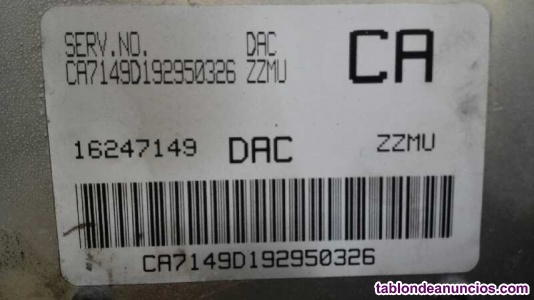 SERV.NO. DAC
CA7149D192950326 ZZMU
CA
16247149 DAC ZZMU
CA7149D192950326
tablondeanuncios.com